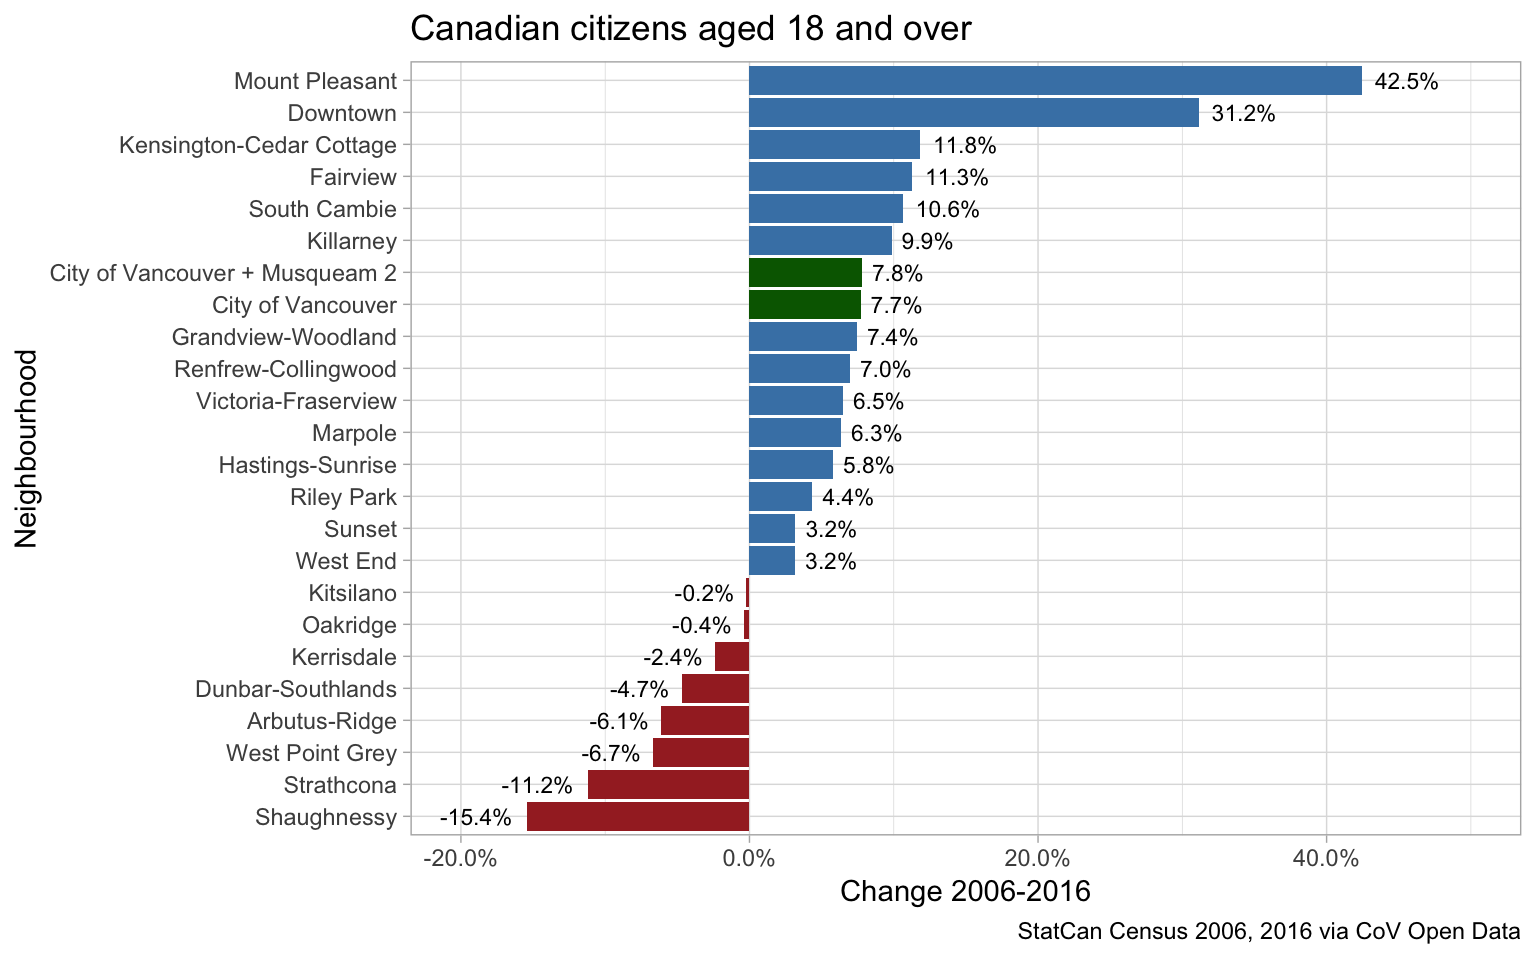 Canadian citizens aged 18 and over
Neighbourhood
Mount Pleasant 42.5%
Downtown 31.2%
Kensington-Cedar Cottage 11.8%
Fairview 11.3%
South Cambie 10.6%
Killarney 9.9%
City of Vancouver + Musqueam 2 7.8%
City of Vancouver 7.7%
Grandview-Woodland 7.4%
Renfrew-Collingwood 7.0%
Victoria-Fraserview 6.5%
Marpole 6.3%
Hastings-Sunrise 5.8%
Riley Park 4.4%
Sunset 3.2%
West End 3.2%
Kitsilano -0.2%
Oakridge -0.4%
Kerrisdale -2.4%
Dunbar-Southlands -4.7%
Arbutus-Ridge -6.1%
West Point Grey -6.7%
Strathcona -11.2%
Shaughnessy -15.4%
-20.0% 0.0% 20.0% 40.0%
Change 2006-2016
StatCan Census 2006, 2016 via CoV Open Data